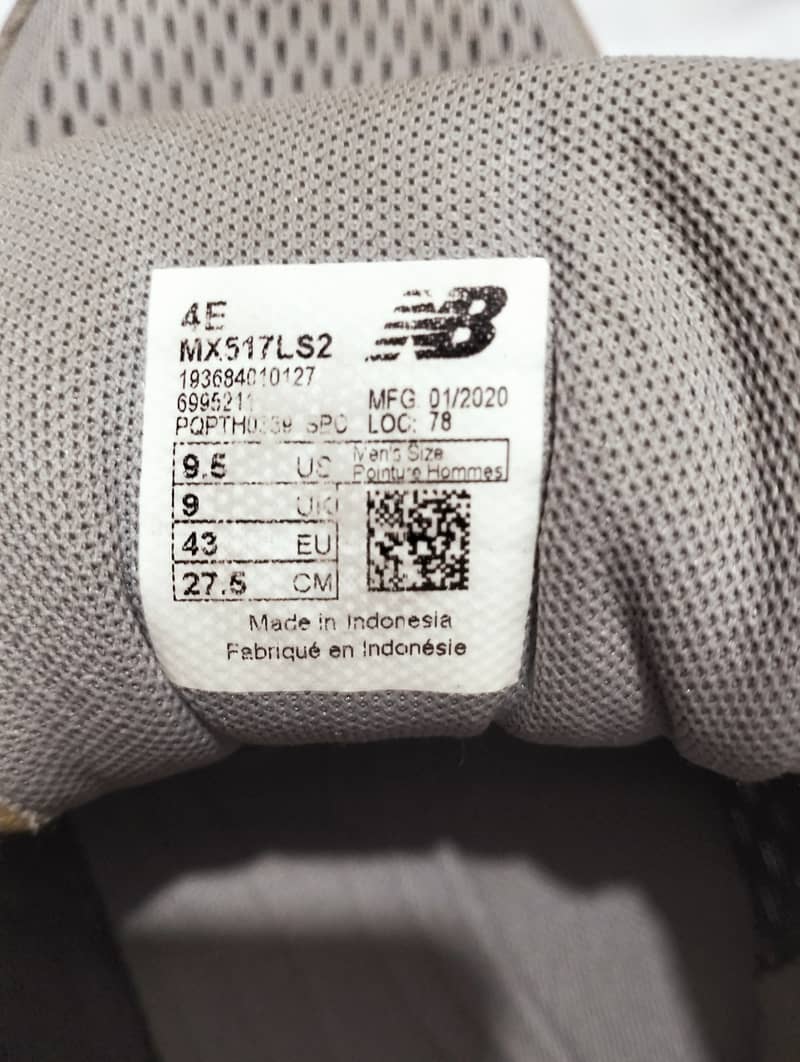 4E
NB
MX517LS2
193684010127
MFG 01/2020
LOC: 78
9.5 US Men's Size
Pointure Hommes
9 UK
43 EU
27.5 CM
Made in Indonesia
Fabriqué en Indonésie